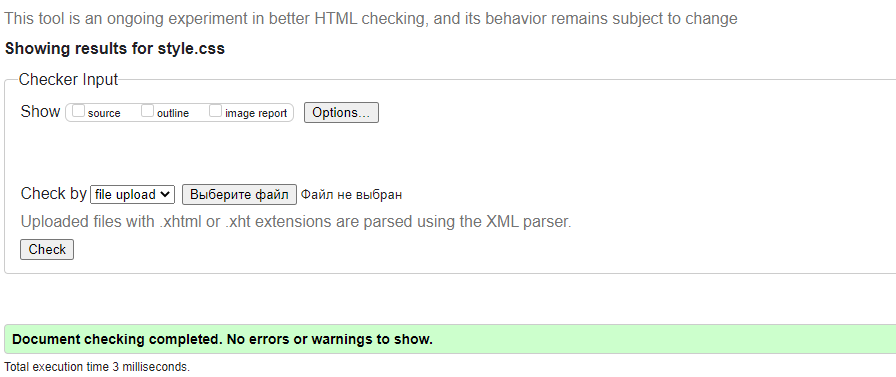 This tool is an ongoing experiment in better HTML checking, and its behavior remains subject to change
Showing results for style.css
Checker Input
Show source outline image report Options...
Check by file upload Выберите файл Файл не выбран
Uploaded files with .xhtml or .xht extensions are parsed using the XML parser.
Check
Document checking completed. No errors or warnings to show.
Total execution time 3 milliseconds.